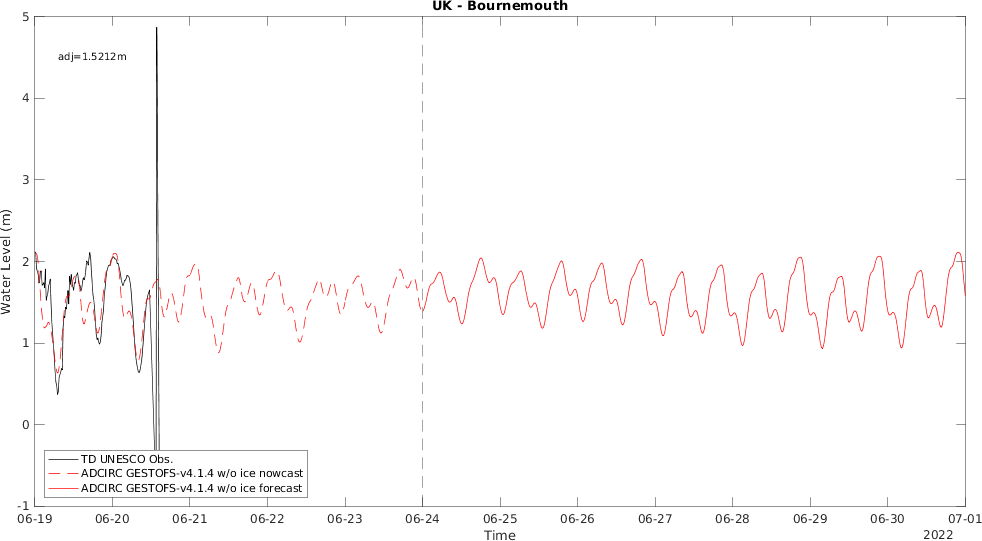 UK - Bournemouth
adj=1.5212m
Water Level (m)
5
4
3
2
1
0
-1
TD UNESCO Obs.
ADCIRC GESTOFS-v4.1.4 w/o ice nowcast
ADCIRC GESTOFS-v4.1.4 w/o ice forecast
06-19 06-20 06-21 06-22 06-23 06-24 06-25 06-26 06-27 06-28 06-29 06-30 07-01
Time
2022